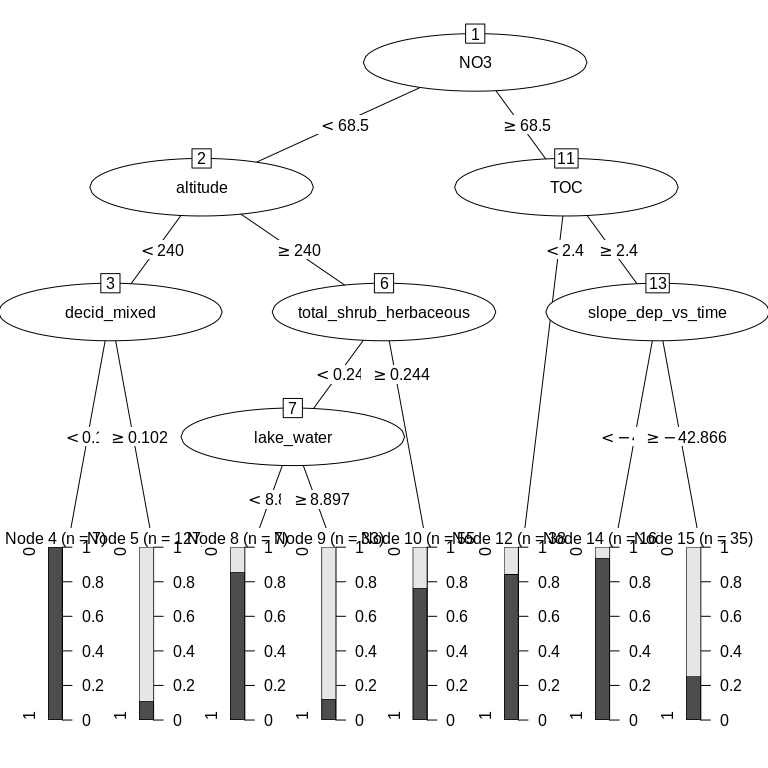 1
NO3
< 68.5
≥ 68.5
2
altitude
11
TOC
< 240
≥ 240
< 2.4
≥ 2.4
3
decid_mixed
6
total_shrub_herbaceous
13
slope_dep_vs_time
< 0.24
≥ 0.244
7
lake_water
< 0.1
≥ 0.102
< −
≥ −42.866
< 8.8
≥ 8.897
Node 4 (n = 7)
Node 5 (n = 127
Node 8 (n = 7)
Node 9 (n = 33)
Node 10 (n = 55
Node 12 (n = 38
Node 14 (n = 16
Node 15 (n = 35)
0 1 0 1 0 1 0 1 0 1 0 1 0 1 0 1
0.8 0.8 0.8 0.8 0.8 0.8 0.8 0.8
0.6 0.6 0.6 0.6 0.6 0.6 0.6 0.6
0.4 0.4 0.4 0.4 0.4 0.4 0.4 0.4
0.2 0.2 0.2 0.2 0.2 0.2 0.2 0.2
1 0 1 0 1 0 1 0 1 0 1 0 1 0 1 0